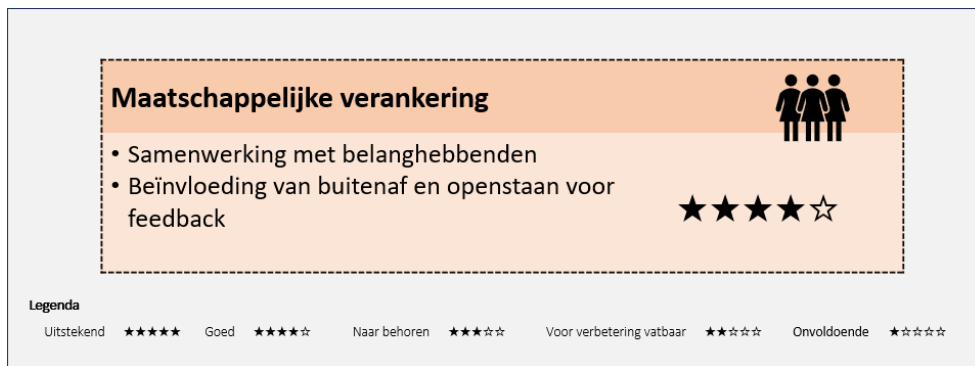 Maatschappelijke verankering
• Samenwerking met belanghebbenden
• Beïnvloeding van buitenaf en openstaan voor
feedback
★★★★☆
Legenda
Uitstekend ★★★★★ Goed ★★★★☆ Naar behoren ★★★☆☆ Voor verbetering vatbaar ★★☆☆☆ Onvoldoende ★☆☆☆☆